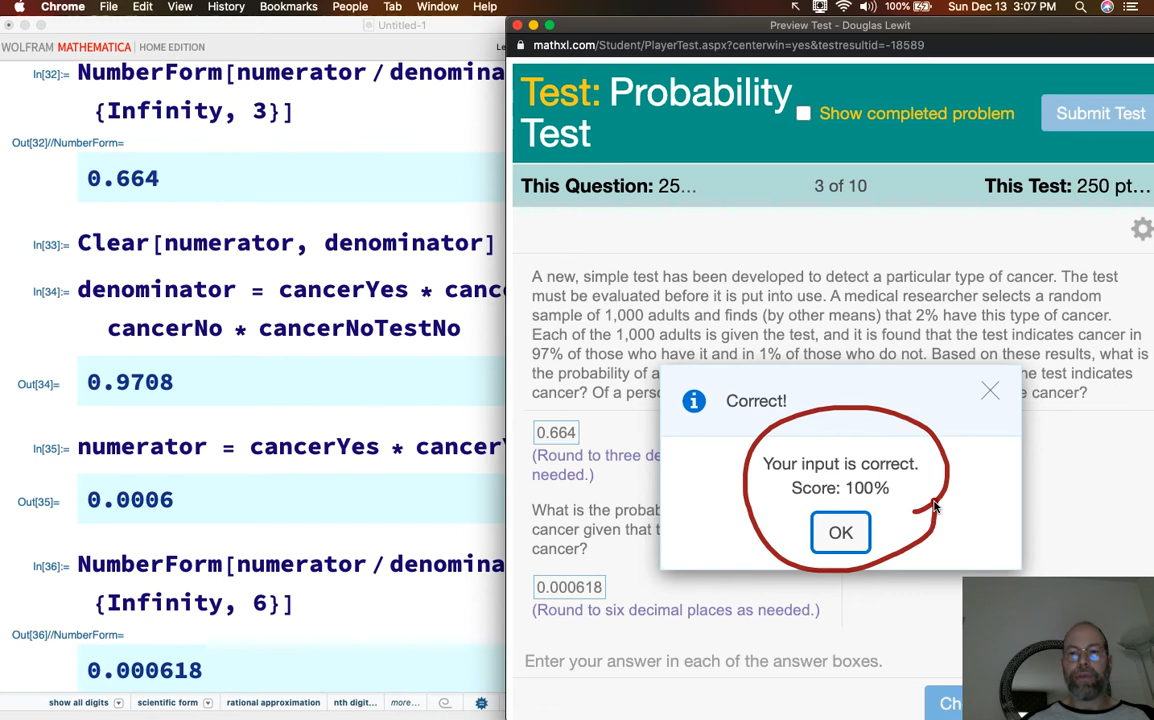 Chrome File Edit View History Bookmarks People Tab Window Help
100% Sun Dec 13 3:07 PM
Untitled-1
WOLFRAM MATHEMATICA HOME EDITION
In[32]:= NumberForm[numerator / denomina
{Infinity, 3}]
Out[32]//NumberForm=
0.664
In[33]:= Clear[numerator, denominator]
In[34]:= denominator = cancerYes * canc
cancerNo * cancerNoTestNo
Out[34]= 0.9708
In[35]:= numerator = cancerYes * cancer
Out[35]= 0.0006
In[36]:= NumberForm[numerator / denomina
{Infinity, 6}]
Out[36]//NumberForm=
0.000618
show all digits scientific form rational approximation nth digit... more...
Preview Test - Douglas Lewit
mathxl.com/Student/PlayerTest.aspx?centerwin=yes&testresultid=-18589
Test: Probability
Test
Show completed problem
Submit Test
This Question: 25... 3 of 10 This Test: 250 pt...
A new, simple test has been developed to detect a particular type of cancer. The test
must be evaluated before it is put into use. A medical researcher selects a random
sample of 1,000 adults and finds (by other means) that 2% have this type of cancer.
Each of the 1,000 adults is given the test, and it is found that the test indicates cancer in
97% of those who have it and in 1% of those who do not. Based on these results, what is
the probability of a he test indicates
cancer? Of a pers e cancer?
0.664
(Round to three de
needed.)
What is the probab
cancer given that t
cancer?
0.000618
(Round to six decimal places as needed.)
Enter your answer in each of the answer boxes.
Ch
Correct!
Your input is correct.
Score: 100%
OK